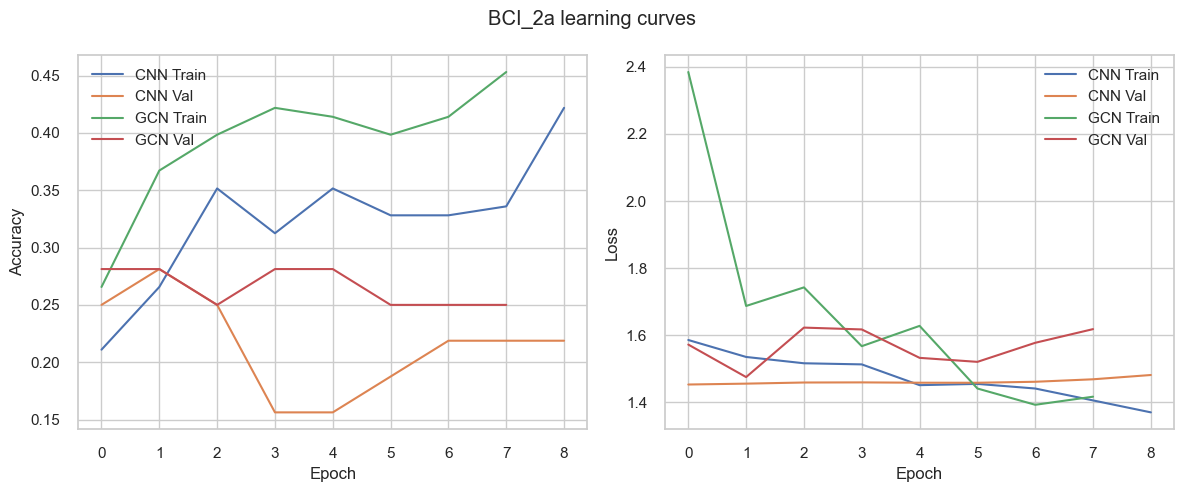 BCI_2a learning curves
CNN Train
CNN Val
GCN Train
GCN Val
0.45
0.40
0.35
0.30
0.25
0.20
0.15
Accuracy
0 1 2 3 4 5 6 7 8
Epoch
CNN Train
CNN Val
GCN Train
GCN Val
2.4
2.2
2.0
1.8
1.6
1.4
Loss
0 1 2 3 4 5 6 7 8
Epoch